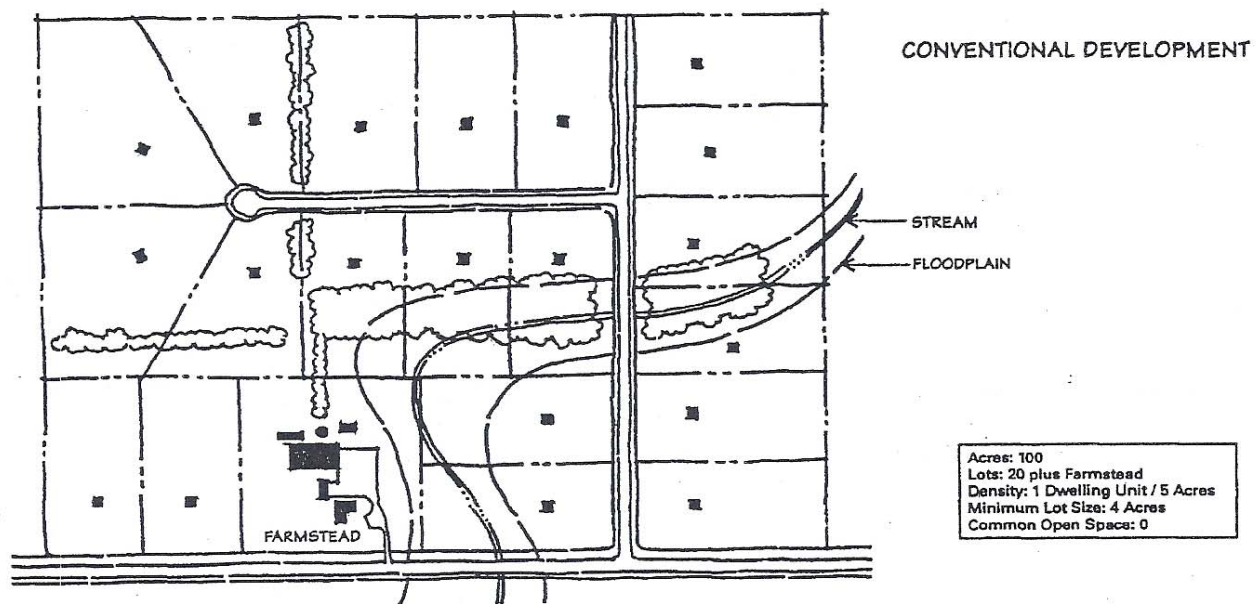 CONVENTIONAL DEVELOPMENT
STREAM
FLOODPLAIN
FARMSTEAD
Acres: 100
Lots: 20 plus Farmstead
Density: 1 Dwelling Unit / 5 Acres
Minimum Lot Size: 4 Acres
Common Open Space: 0